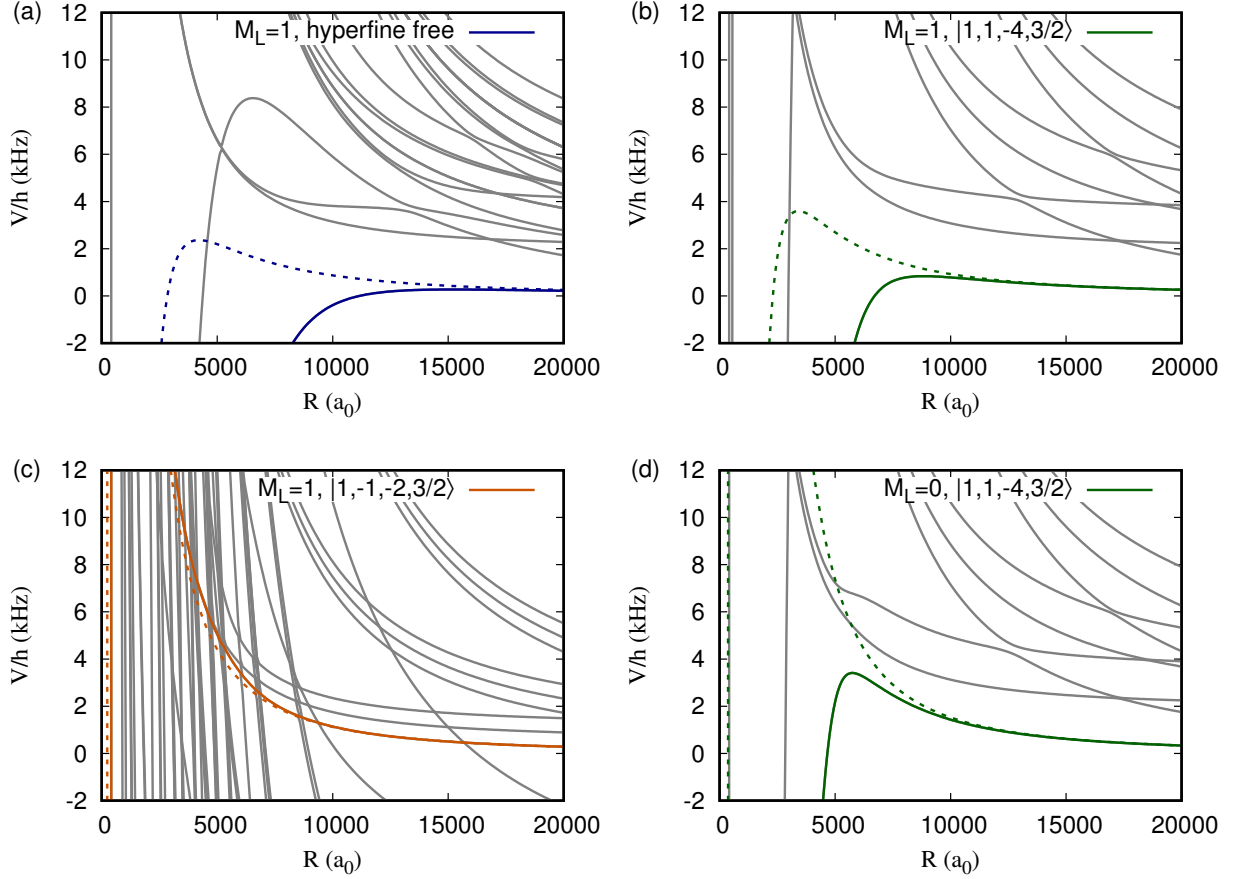 (a)
M_L=1, hyperfine free
V/h (kHz)
12
10
8
6
4
2
0
-2
0 5000 10000 15000 20000
R (a_0)
(b)
M_L=1, |1,1,-4,3/2⟩
V/h (kHz)
12
10
8
6
4
2
0
-2
0 5000 10000 15000 20000
R (a_0)
(c)
M_L=1, |1,-1,-2,3/2⟩
V/h (kHz)
12
10
8
6
4
2
0
-2
0 5000 10000 15000 20000
R (a_0)
(d)
M_L=0, |1,1,-4,3/2⟩
V/h (kHz)
12
10
8
6
4
2
0
-2
0 5000 10000 15000 20000
R (a_0)